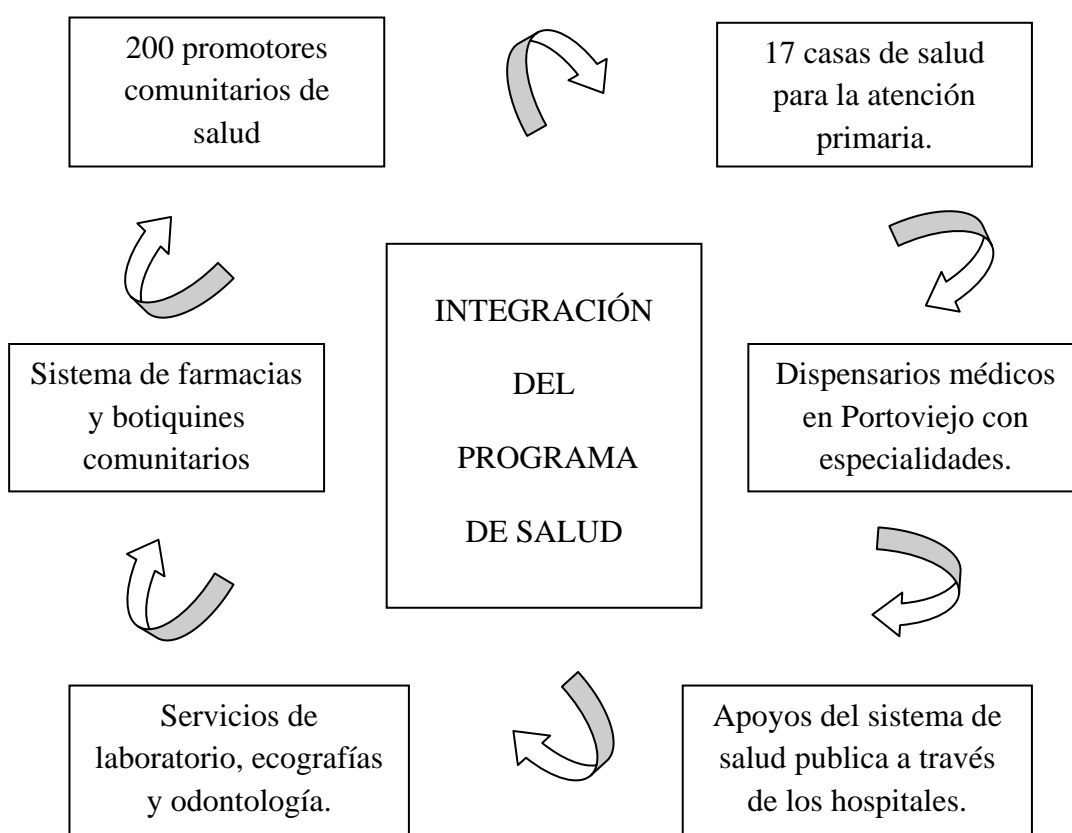 200 promotores
comunitarios de
salud
17 casas de salud
para la atención
primaria.
INTEGRACIÓN
DEL
PROGRAMA
DE SALUD
Sistema de farmacias
y botiquines
comunitarios
Dispensarios médicos
en Portoviejo con
especialidades.
Servicios de
laboratorio, ecografías
y odontología.
Apoyos del sistema de
salud publica a través
de los hospitales.